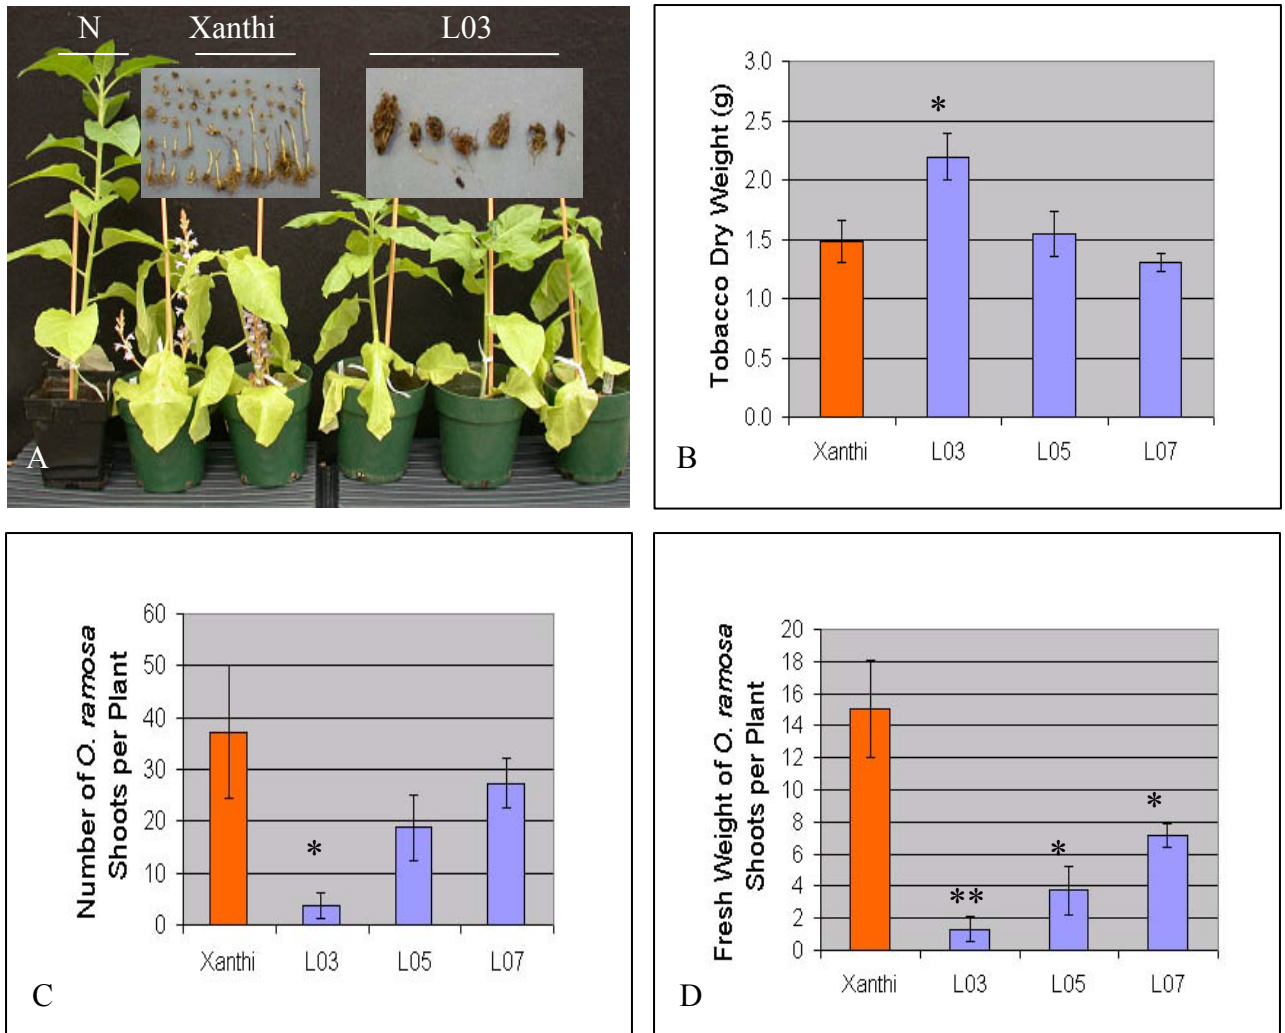 N Xanthi L03
A
3.0
2.5
2.0
1.5
1.0
0.5
0.0
Tobacco Dry Weight (g)
*
Xanthi L03 L05 L07
B
60
50
40
30
20
10
0
Number of O. ramosa
Shoots per Plant
*
Xanthi L03 L05 L07
C
20
18
16
14
12
10
8
6
4
2
0
Fresh Weight of O. ramosa
Shoots per Plant
** * *
Xanthi L03 L05 L07
D